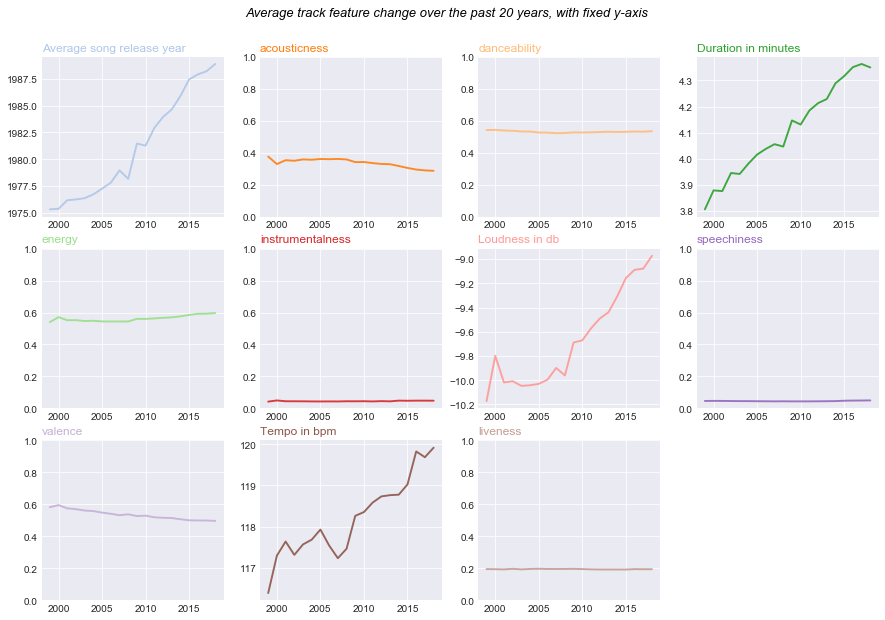 Average track feature change over the past 20 years, with fixed y-axis
Average song release year
1987.5
1985.0
1982.5
1980.0
1977.5
1975.0
2000 2005 2010 2015
acousticness
1.0
0.8
0.6
0.4
0.2
0.0
2000 2005 2010 2015
danceability
1.0
0.8
0.6
0.4
0.2
0.0
2000 2005 2010 2015
Duration in minutes
4.3
4.2
4.1
4.0
3.9
3.8
2000 2005 2010 2015
energy
1.0
0.8
0.6
0.4
0.2
0.0
2000 2005 2010 2015
instrumentalness
1.0
0.8
0.6
0.4
0.2
0.0
2000 2005 2010 2015
Loudness in db
−9.0
−9.2
−9.4
−9.6
−9.8
−10.0
−10.2
2000 2005 2010 2015
speechiness
1.0
0.8
0.6
0.4
0.2
0.0
2000 2005 2010 2015
valence
1.0
0.8
0.6
0.4
0.2
0.0
2000 2005 2010 2015
Tempo in bpm
120
119
118
117
2000 2005 2010 2015
liveness
1.0
0.8
0.6
0.4
0.2
0.0
2000 2005 2010 2015